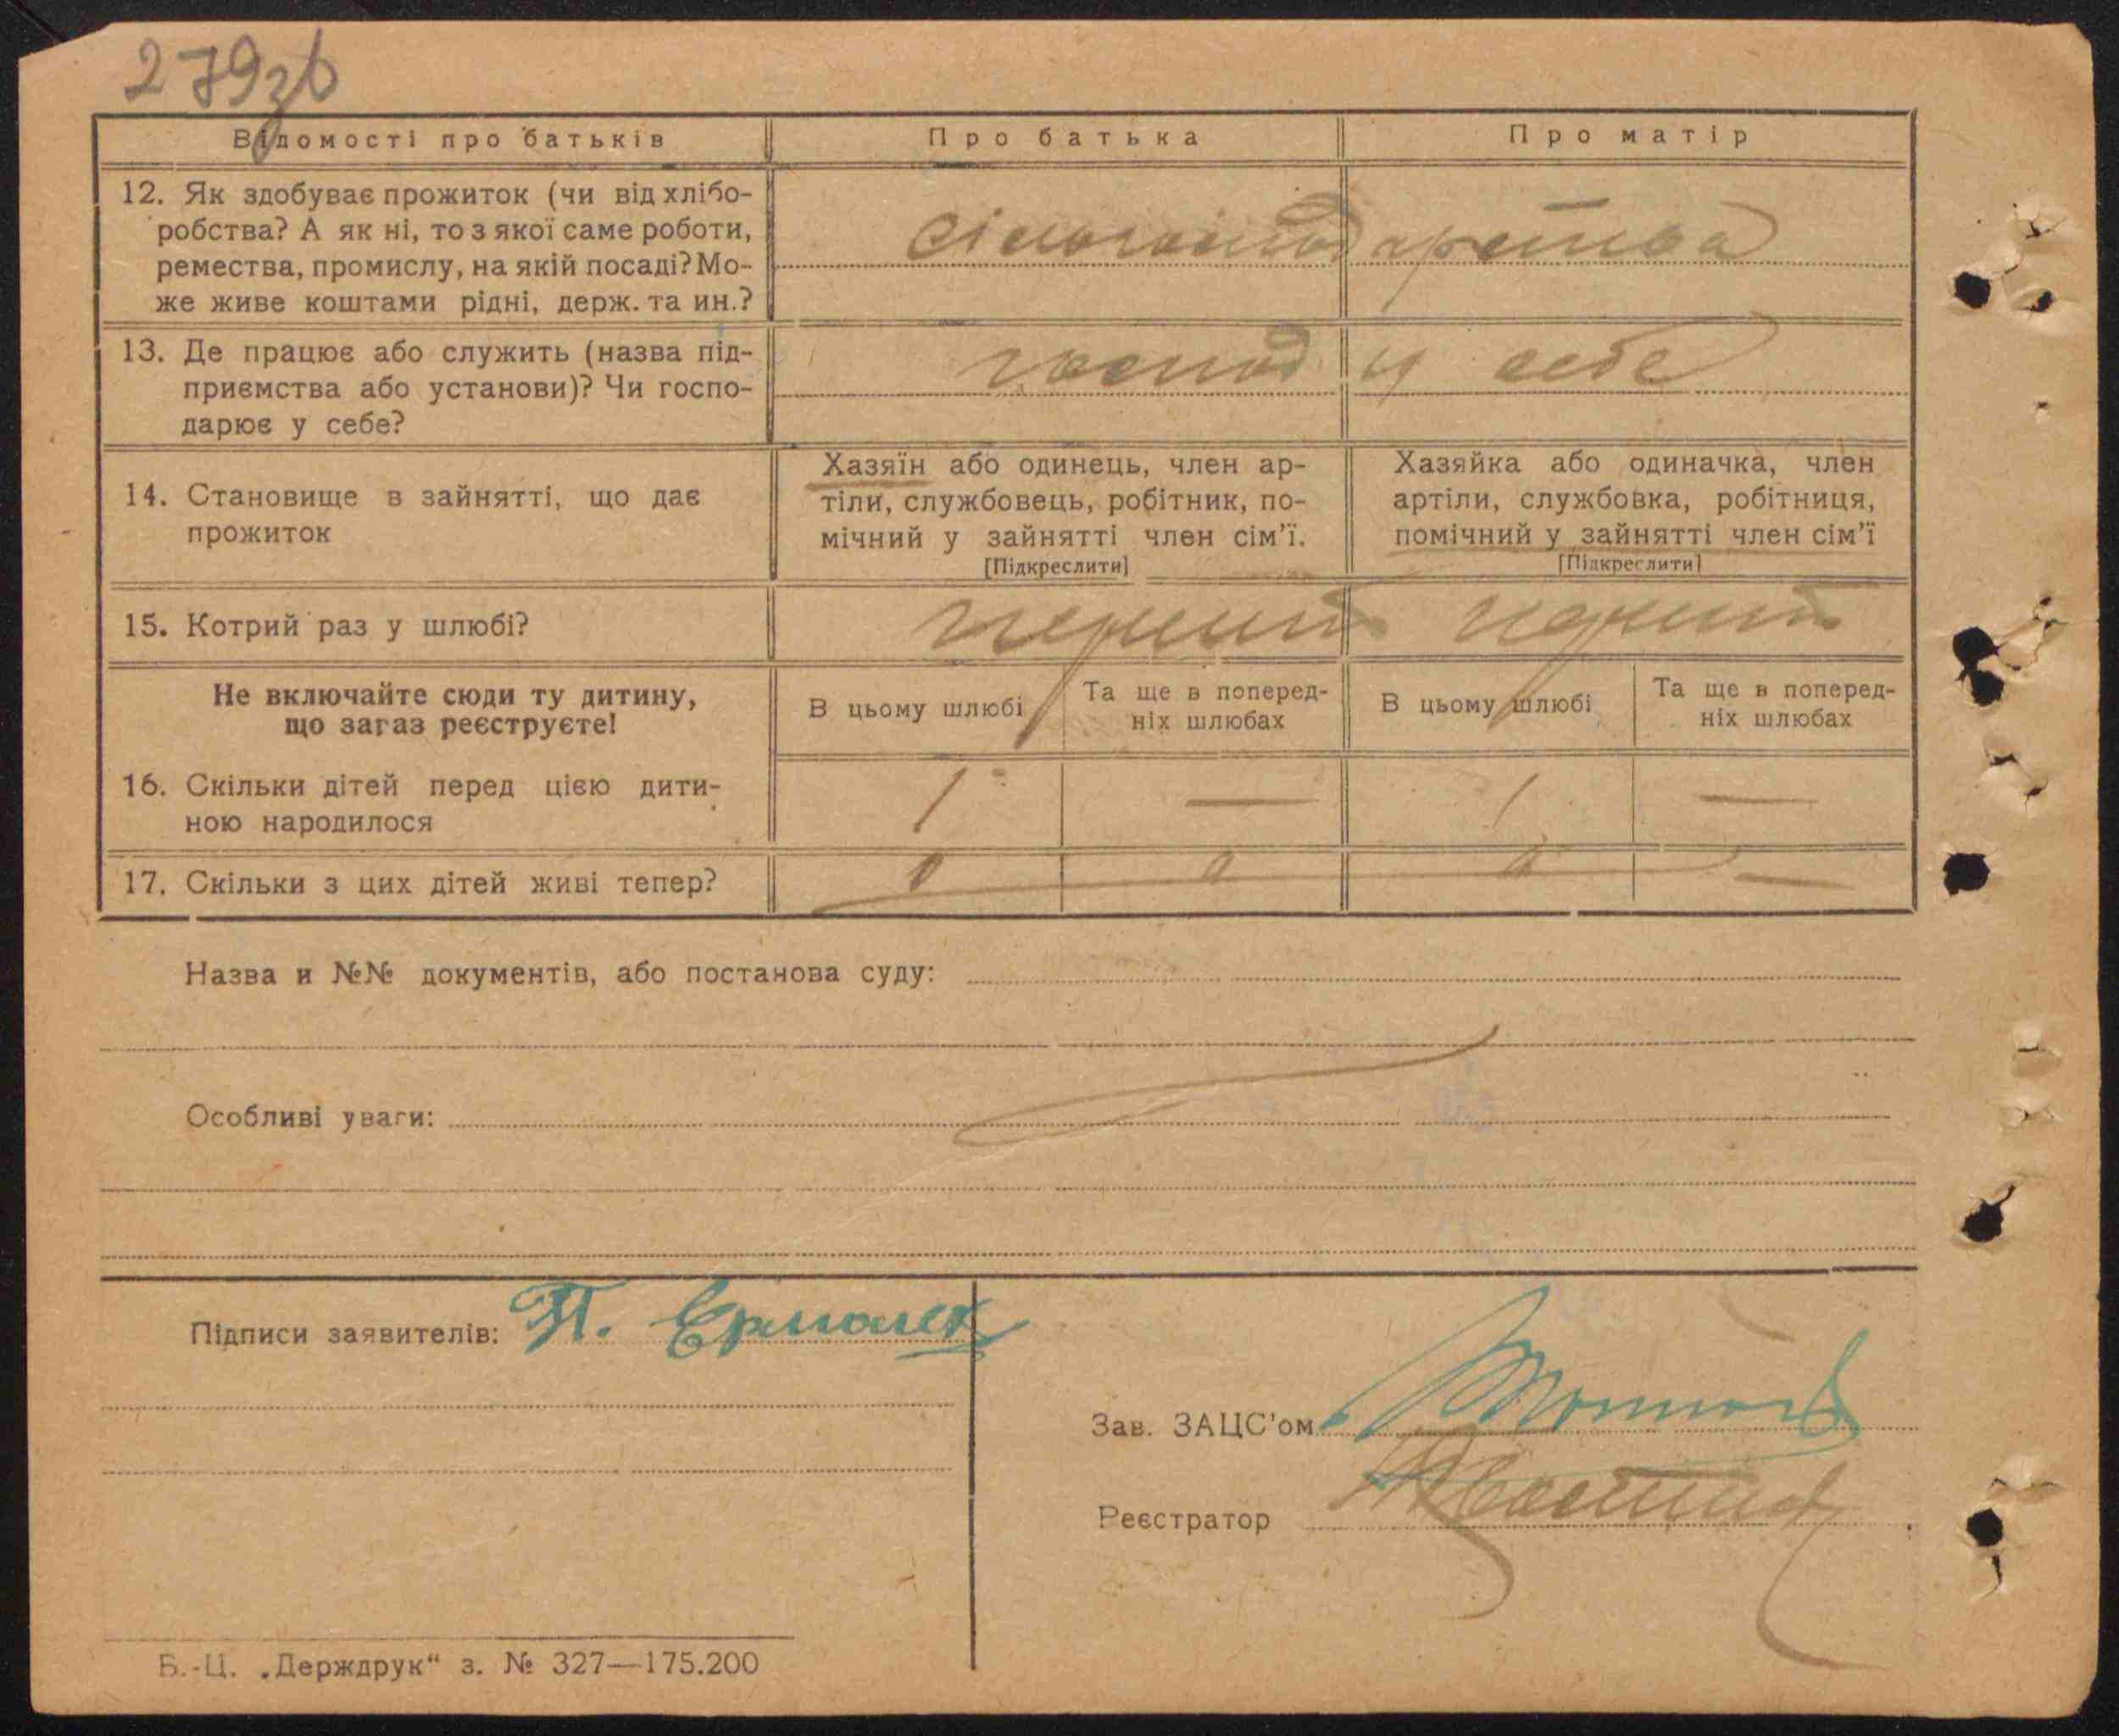 279зб
Відомості про батьків Про батька Про матір
12. Як здобуває прожиток (чи від хлібо-
робства? А як ні, то з якої саме роботи,
ремества, промислу, на якій посаді? Мо-
же живе коштами рідні, держ. та ин.?
сільогосподарства
13. Де працює або служить (назва під-
приємства або установи)? Чи госпо-
дарює у себе?
господ у себе
14. Становище в зайнятті, що дає
прожиток
Хазяїн або одинець, член ар-
тіли, службовець, робітник, по-
мічний у зайнятті член сім'ї.
[Підкреслити]
Хазяйка або одиначка, член
артіли, службовка, робітниця,
помічний у зайнятті член сім'ї
[Підкреслити]
15. Котрий раз у шлюбі? перший перший
Не включайте сюди ту дитину,
що зараз реєструєте!
В цьому шлюбі
Та ще в поперед-
ніх шлюбах
В цьому шлюбі
Та ще в поперед-
ніх шлюбах
16. Скільки дітей перед цією дити-
ною народилося
1 — 1 —
17. Скільки з цих дітей живі тепер? 0 0 0 —
Назва и №№ документів, або постанова суду:
Особливі уваги:
Підписи заявителів: П.
Зав. ЗАЦС'ом
Реєстратор
Б.-Ц. „Держдрук“ з. № 327—175.200